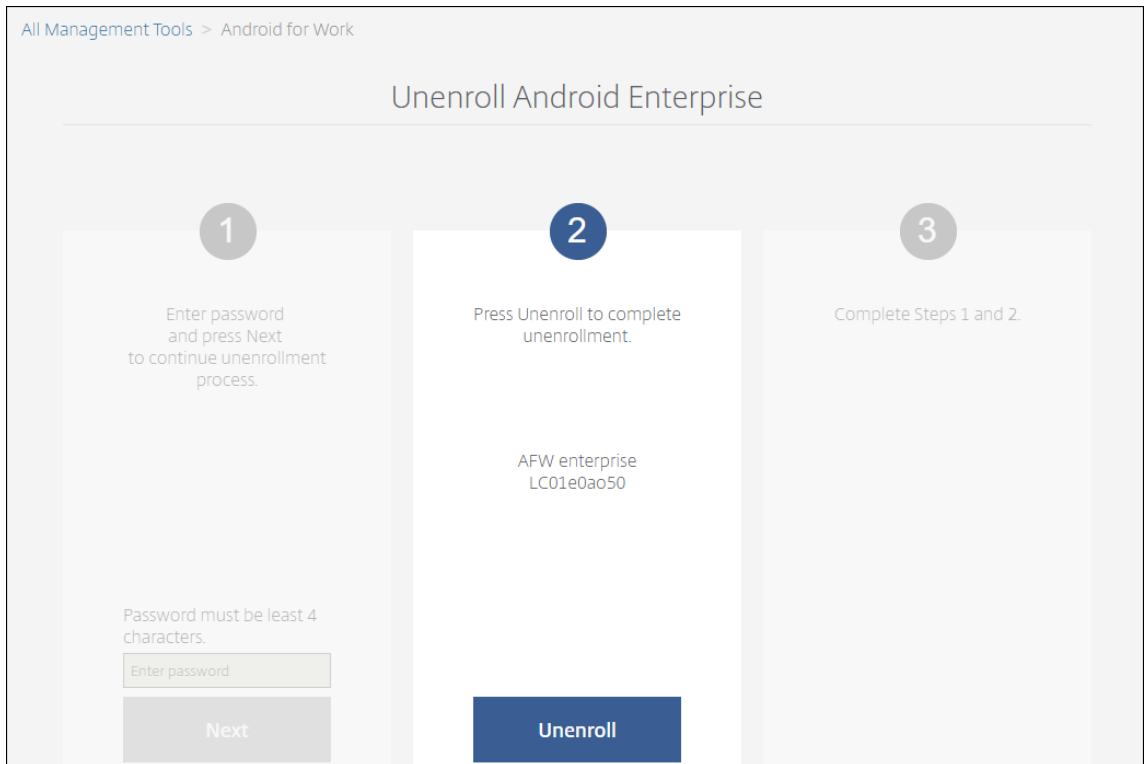 All Management Tools > Android for Work
Unenroll Android Enterprise
1
Enter password
and press Next
to continue unenrollment
process.
Password must be least 4
characters.
Enter password
Next
2
Press Unenroll to complete
unenrollment.
AFW enterprise
LC01e0ao50
Unenroll
3
Complete Steps 1 and 2.